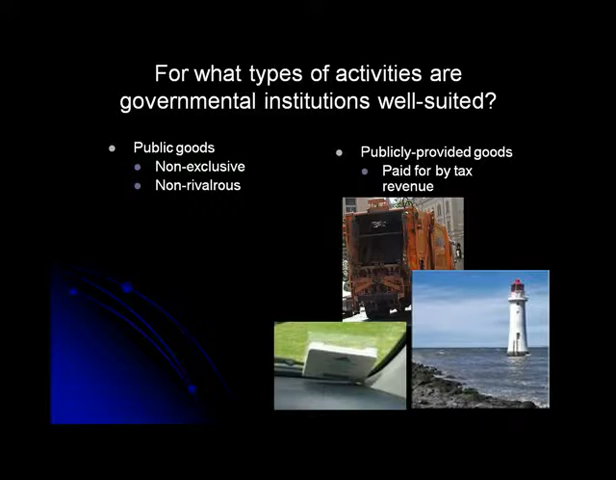 For what types of activities are
governmental institutions well-suited?
Public goods
Non-exclusive
Non-rivalrous
Publicly-provided goods
Paid for by tax
revenue